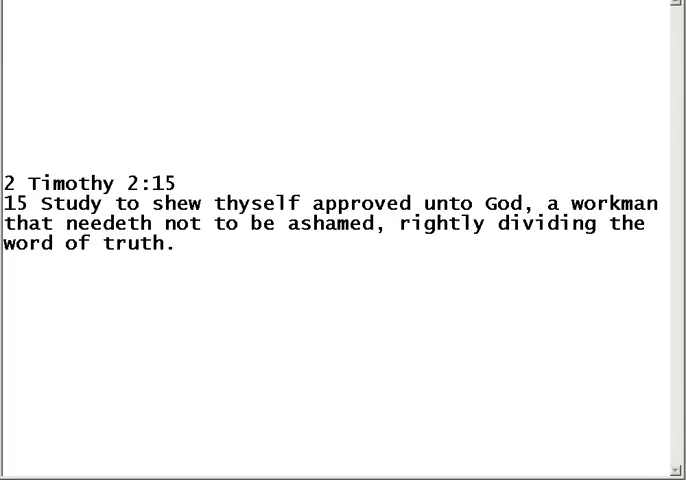 2 Timothy 2:15
15 Study to shew thyself approved unto God, a workman
that needeth not to be ashamed, rightly dividing the
word of truth.